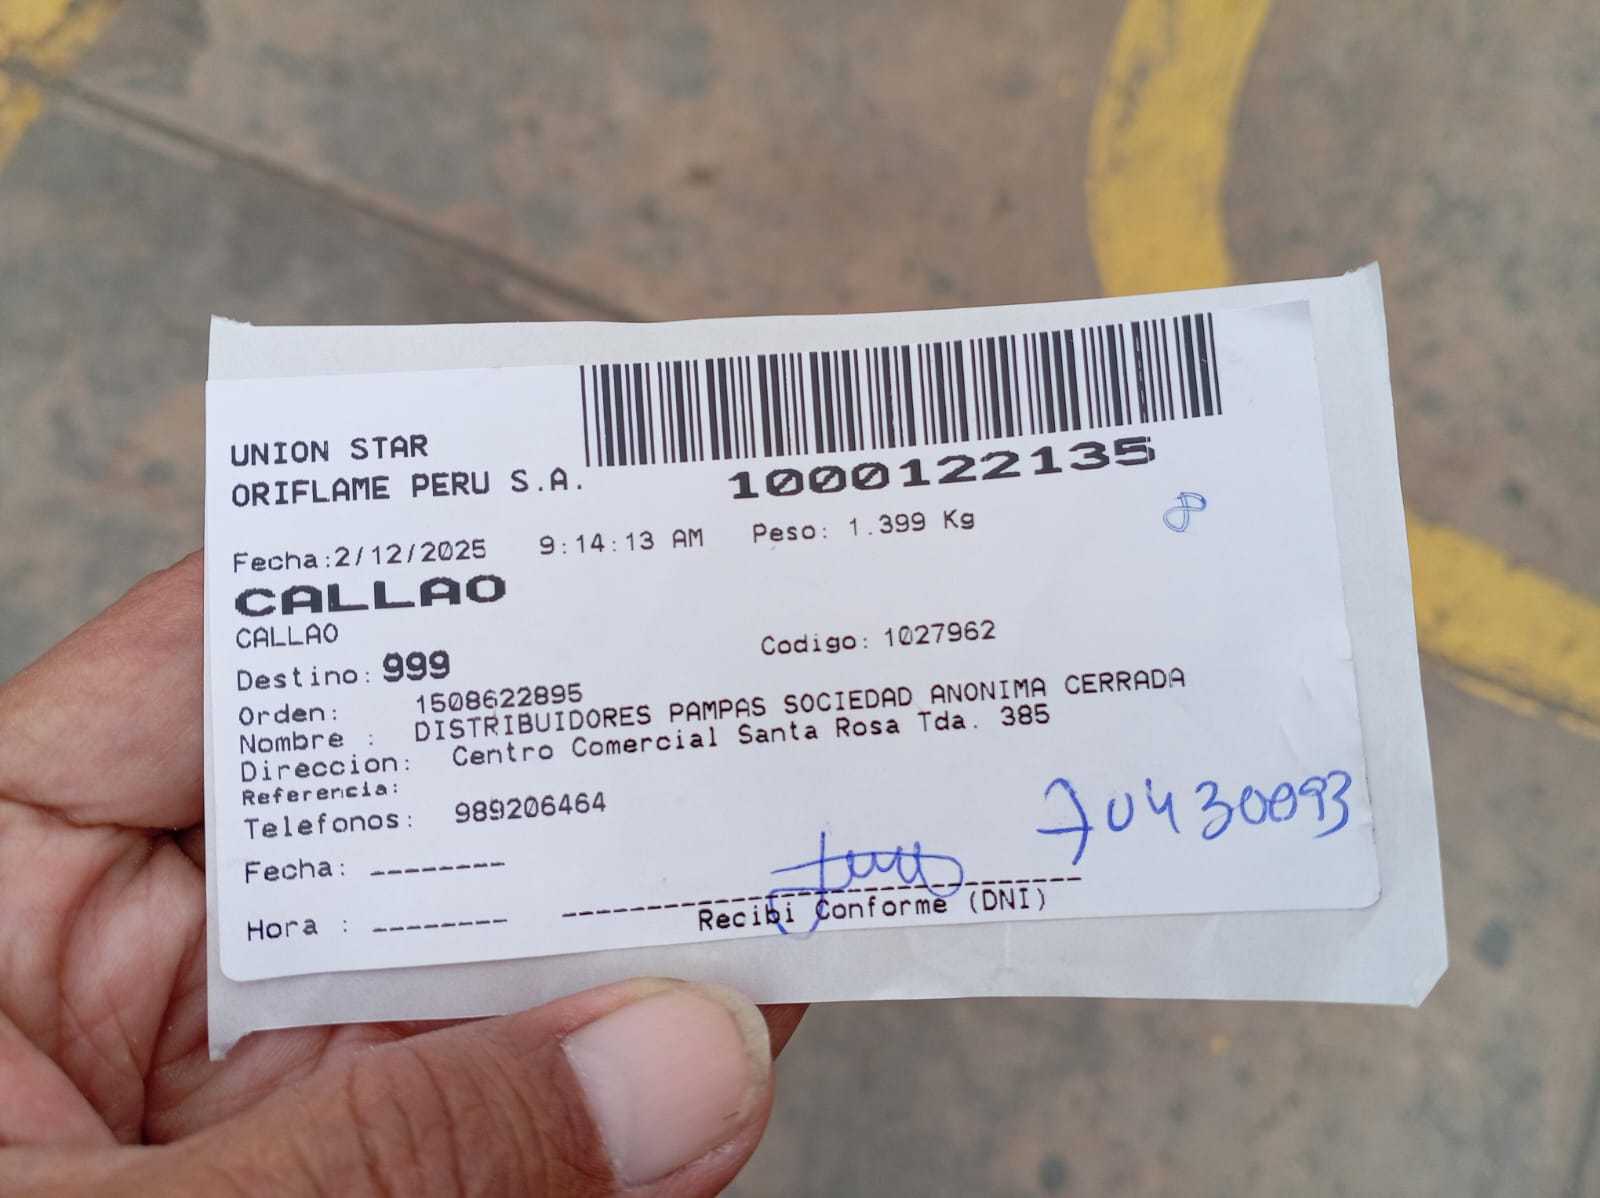 UNION STAR
ORIFLAME PERU S.A.
1000122135
8
Fecha:2/12/2025 9:14:13 AM Peso: 1.399 Kg
CALLAO
CALLAO
Destino: 999 Codigo: 1027962
Orden: 1508622895
Nombre : DISTRIBUIDORES PAMPAS SOCIEDAD ANONIMA CERRADA
Direccion: Centro Comercial Santa Rosa Tda. 385
Referencia:
Telefonos: 989206464
70430093
Fecha: --------
Hora : --------
Recibi Conforme (DNI)